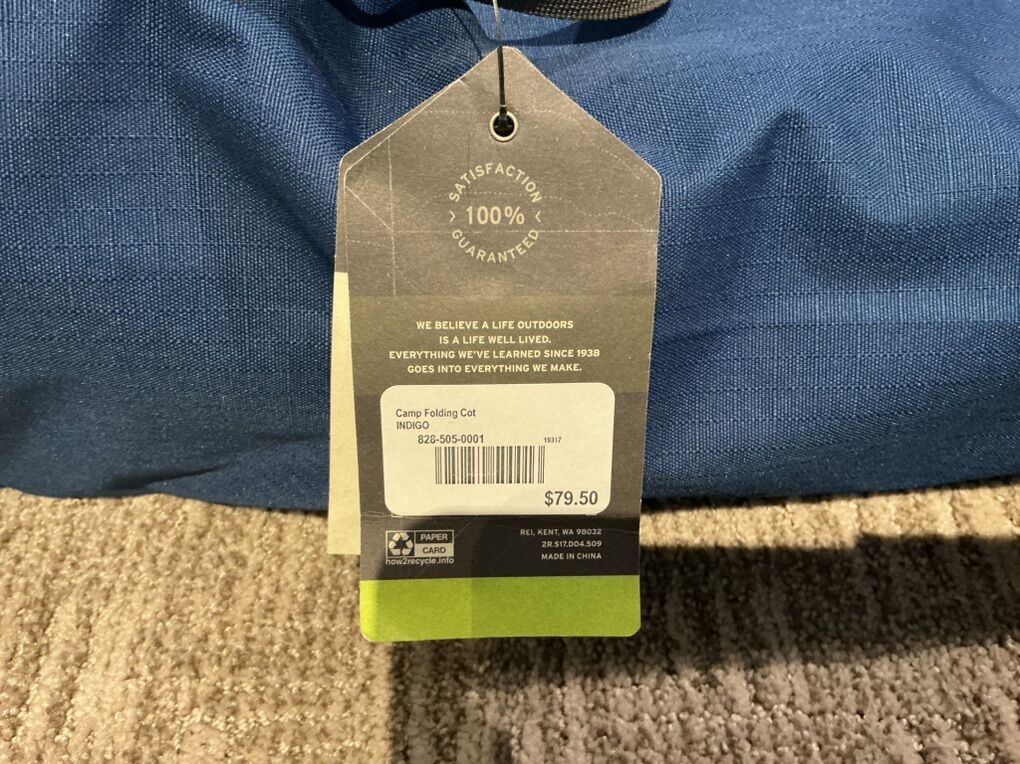 SATISFACTION
100%
GUARANTEED
WE BELIEVE A LIFE OUTDOORS
IS A LIFE WELL LIVED.
EVERYTHING WE'VE LEARNED SINCE 1938
GOES INTO EVERYTHING WE MAKE.
Camp Folding Cot
INDIGO
828-505-0001 19317
$79.50
PAPER
CARD
how2recycle.info
REI, KENT, WA 98032
2R.S17.D04.509
MADE IN CHINA